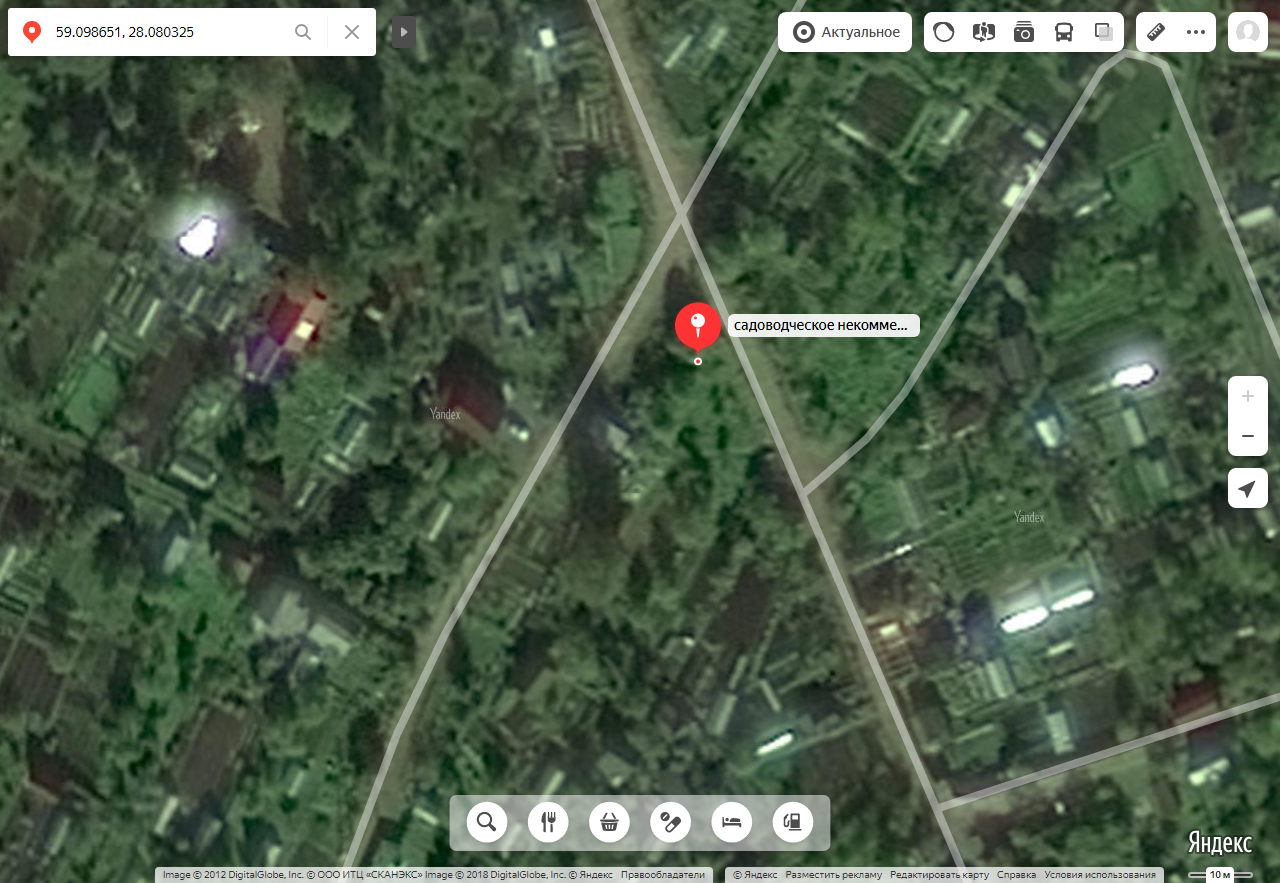 59.098651, 28.080325
Актуальное
садоводческое некомме...
Yandex
Yandex
Яндекс
Image © 2012 DigitalGlobe, Inc. © ООО ИТЦ «СКАНЭКС» Image © 2018 DigitalGlobe, Inc. © Яндекс Правообладатели
© Яндекс Разместить рекламу Редактировать карту Справка Условия использования
10 м